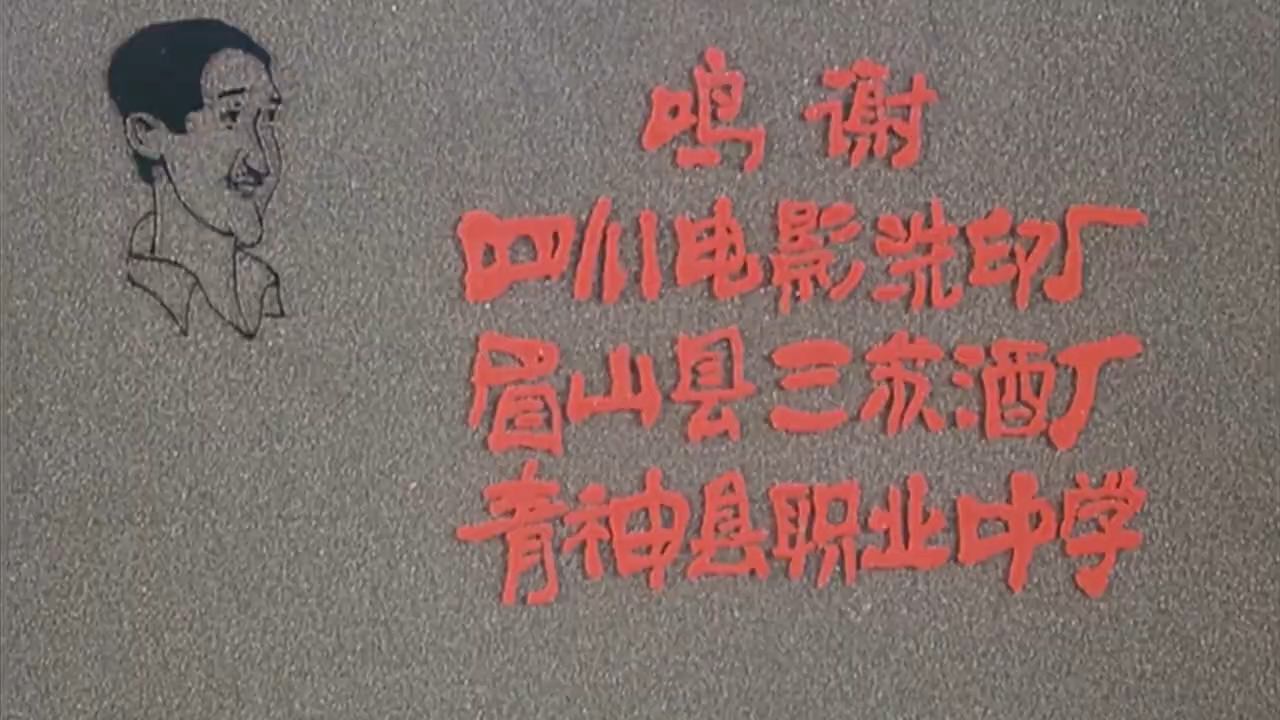 鸣谢
四川电影洗印厂
眉山县三苏酒厂
青神县职业中学